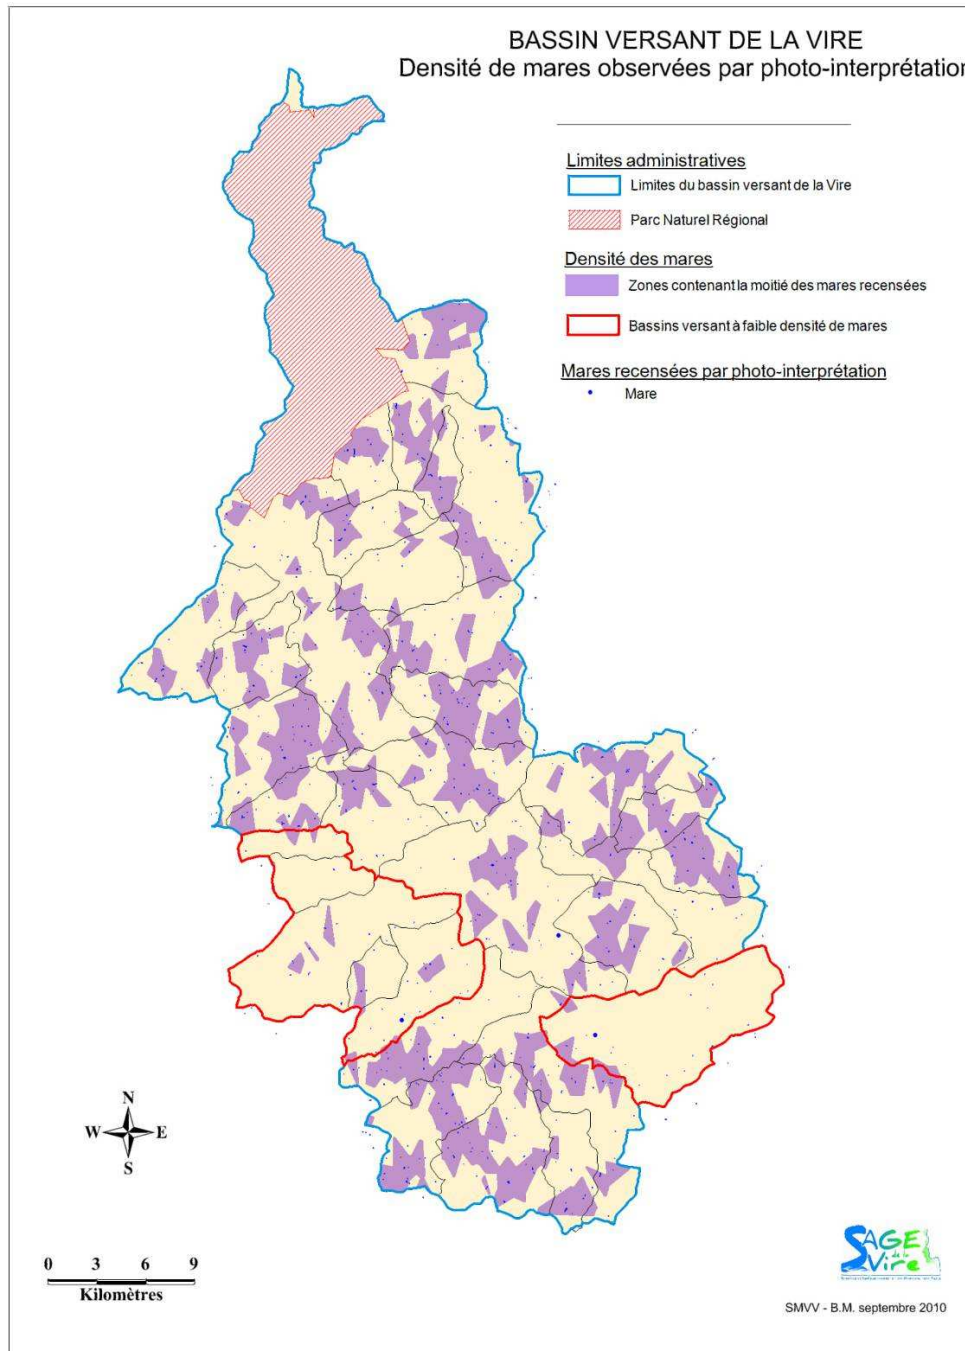 BASSIN VERSANT DE LA VIRE
Densité de mares observées par photo-interprétation
Limites administratives
Limites du bassin versant de la Vire
Parc Naturel Régional
Densité des mares
Zones contenant la moitié des mares recensées
Bassins versant à faible densité de mares
Mares recensées par photo-interprétation
Mare
N
W E
S
0 3 6 9
Kilomètres
SAGE
de la
Vire
SMVV - B.M. septembre 2010